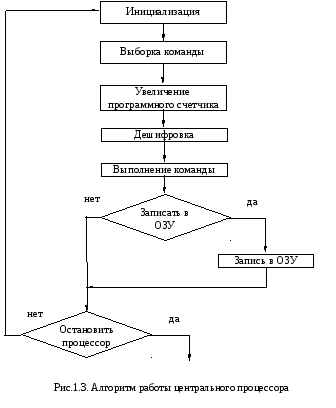 Инициализация
Выборка команды
Увеличение
программного счетчика
Дешифровка
Выполнение команды
нет
да
Записать в
ОЗУ
Запись в ОЗУ
нет
да
Остановить
процессор
Рис.1.3. Алгоритм работы центрального процессора